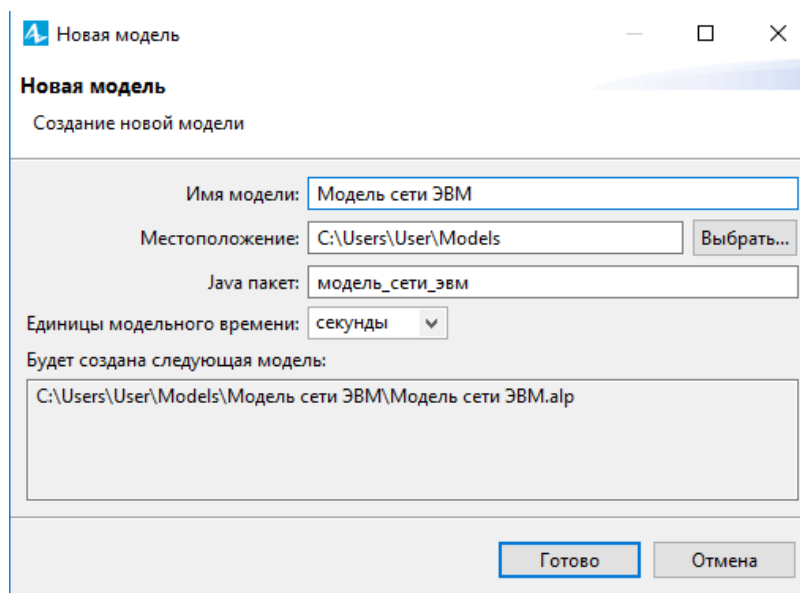 Новая модель
Новая модель
Создание новой модели
Имя модели: Модель сети ЭВМ
Местоположение: C:\Users\User\Models Выбрать...
Java пакет: модель_сети_эвм
Единицы модельного времени: секунды
Будет создана следующая модель:
C:\Users\User\Models\Модель сети ЭВМ\Модель сети ЭВМ.alp
Готово Отмена